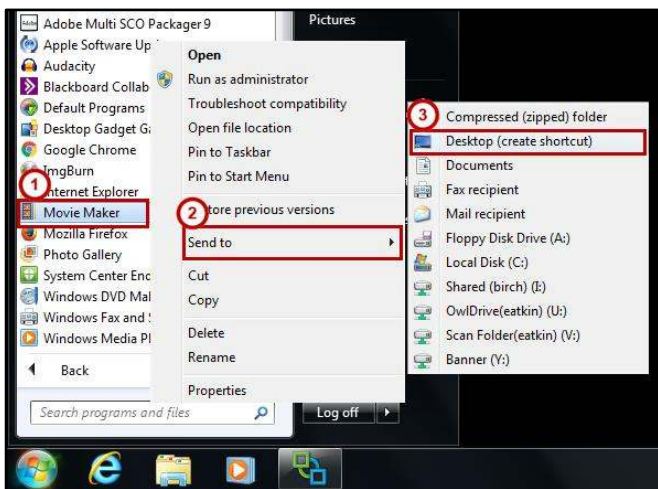 Adobe Multi SCO Packager 9
Apple Software Up
Audacity
Blackboard Collab
Default Programs
Desktop Gadget Ga
Google Chrome
ImgBurn
Internet Explorer
Movie Maker
Mozilla Firefox
Photo Gallery
System Center End
Windows DVD Mak
Windows Fax and S
Windows Media Pl
Back
Search programs and files
Pictures
Log off
1
Open
Run as administrator
Troubleshoot compatibility
Open file location
Pin to Taskbar
Pin to Start Menu
store previous versions
2
Send to
Cut
Copy
Delete
Rename
Properties
3
Compressed (zipped) folder
Desktop (create shortcut)
Documents
Fax recipient
Mail recipient
Floppy Disk Drive (A:)
Local Disk (C:)
Shared (birch) (I:)
OwlDrive(eatkin) (U:)
Scan Folder(eatkin) (V:)
Banner (Y:)